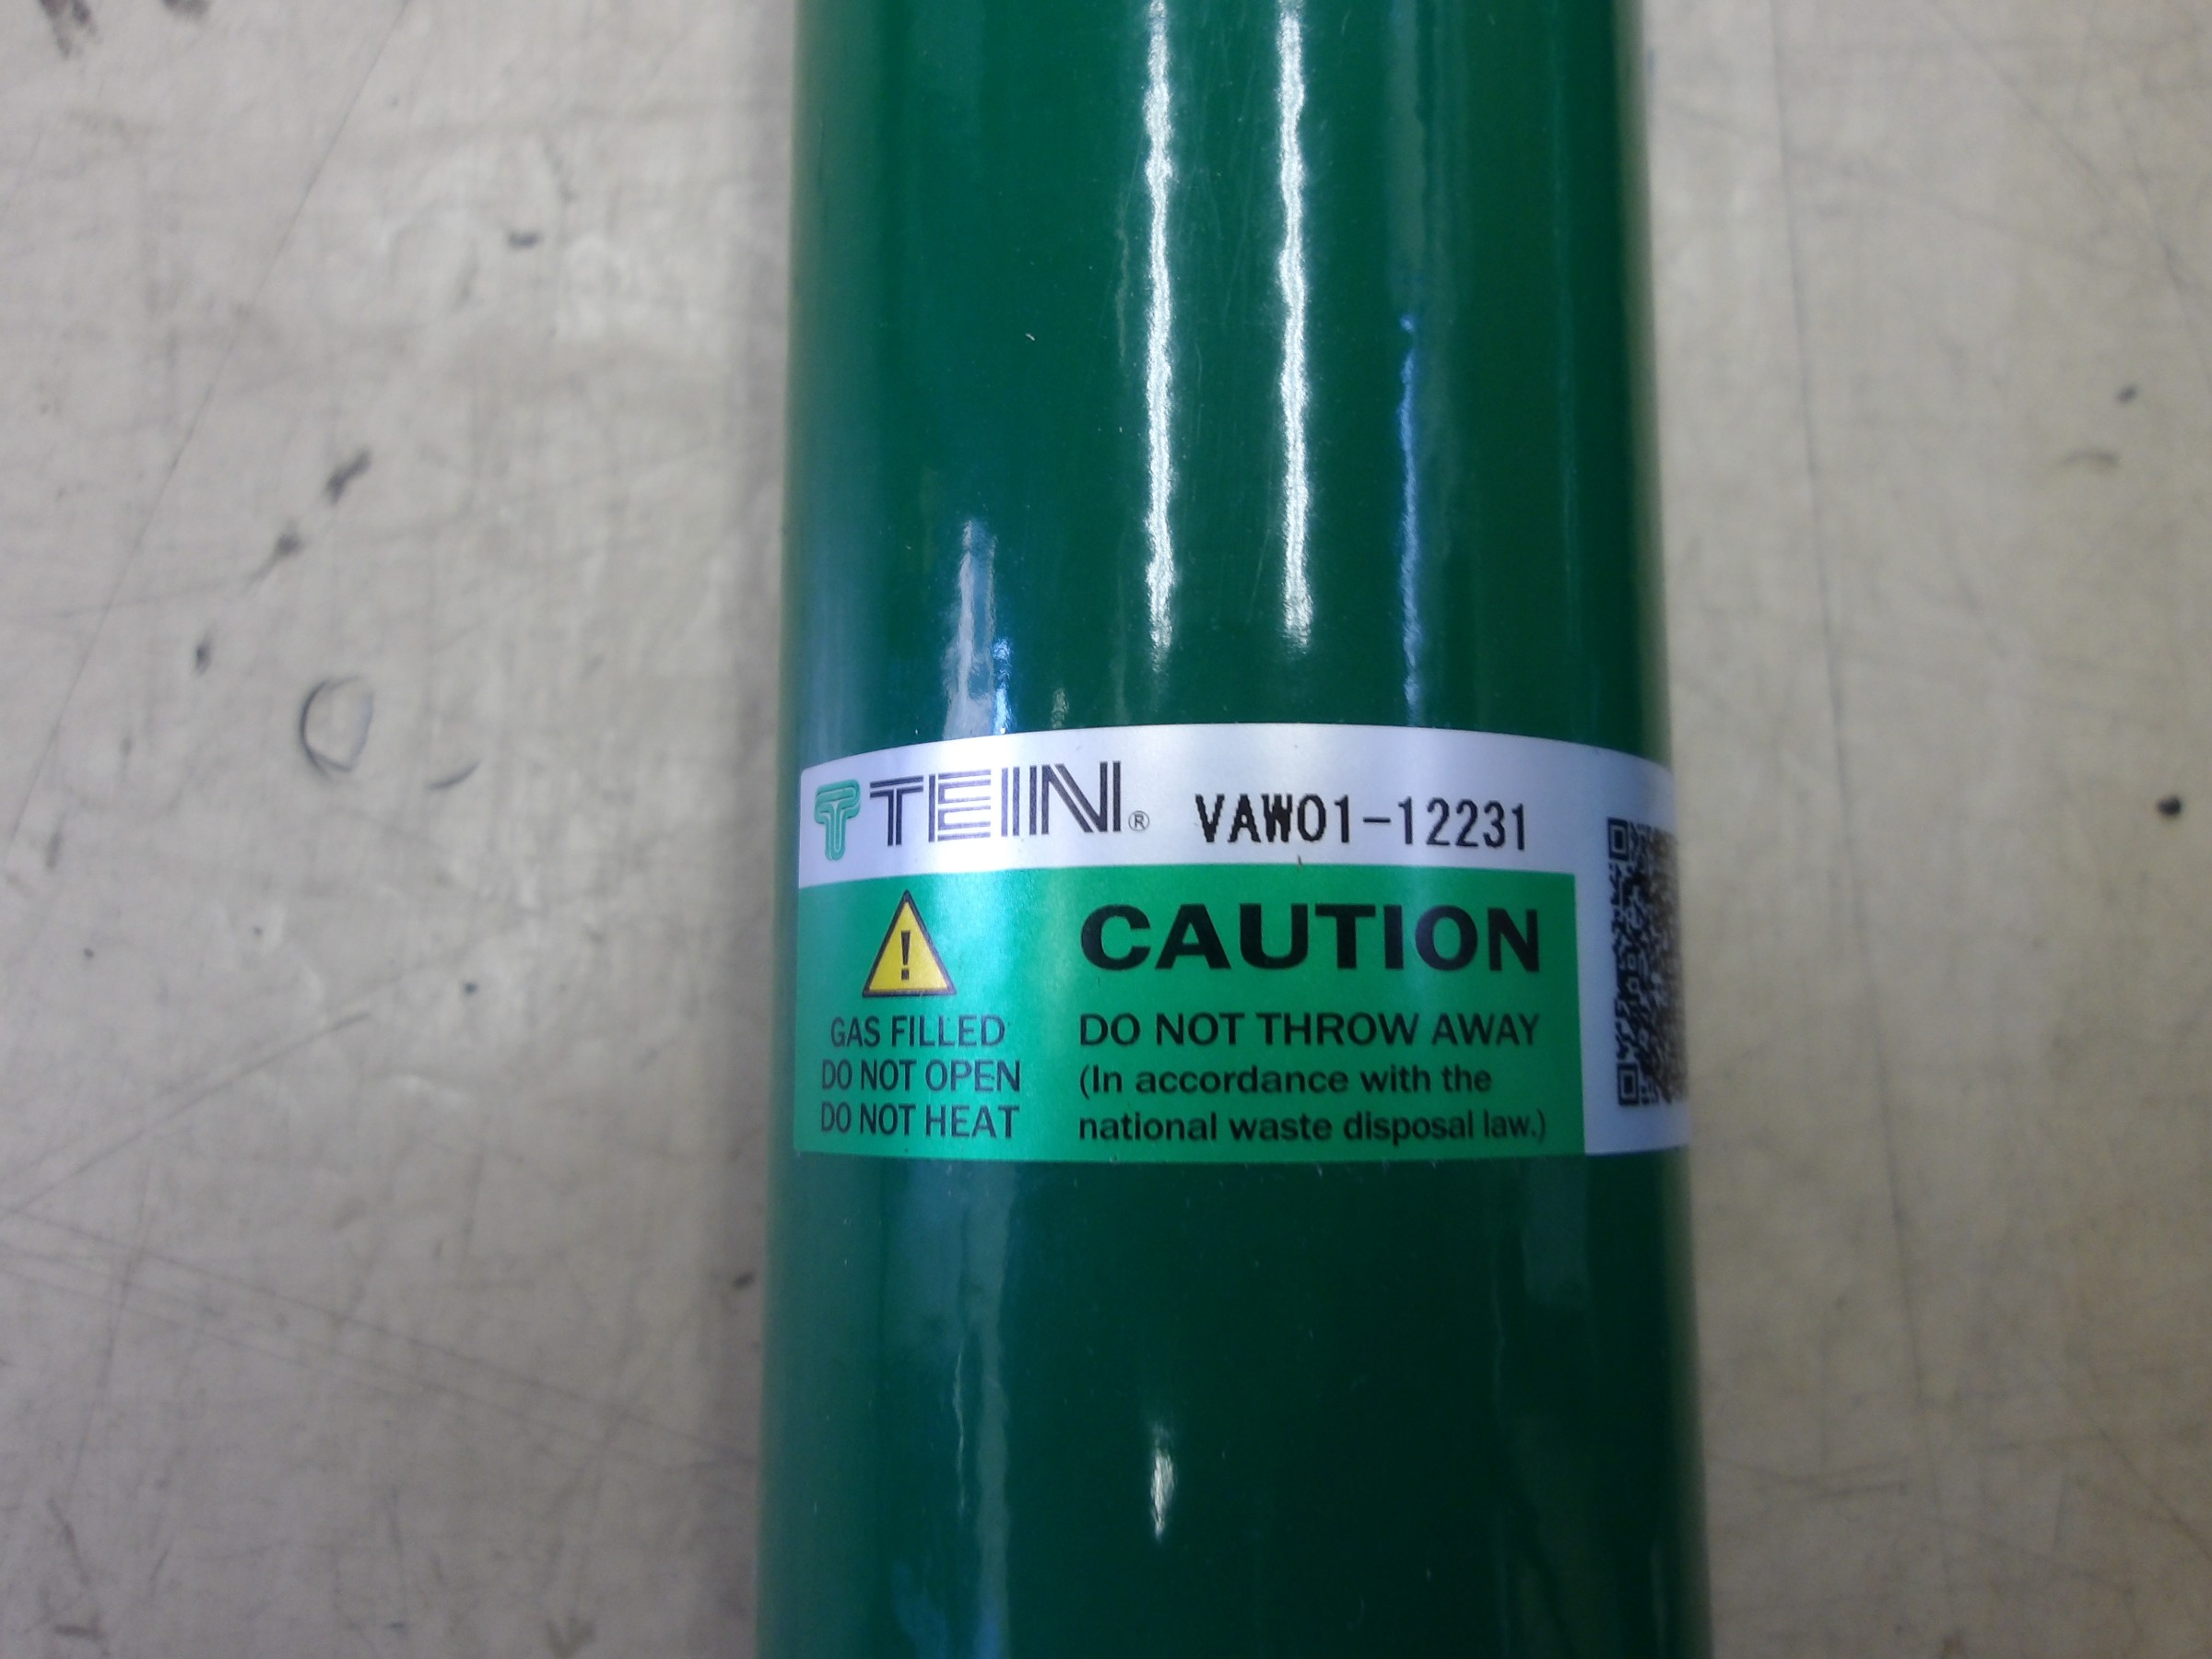 TEIN® VAW01-12231
CAUTION
GAS FILLED
DO NOT OPEN
DO NOT HEAT
DO NOT THROW AWAY
(In accordance with the
national waste disposal law.)